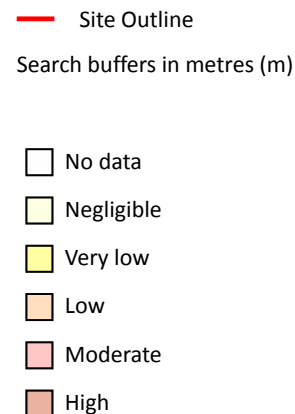 Site Outline
Search buffers in metres (m)
No data
Negligible
Very low
Low
Moderate
High